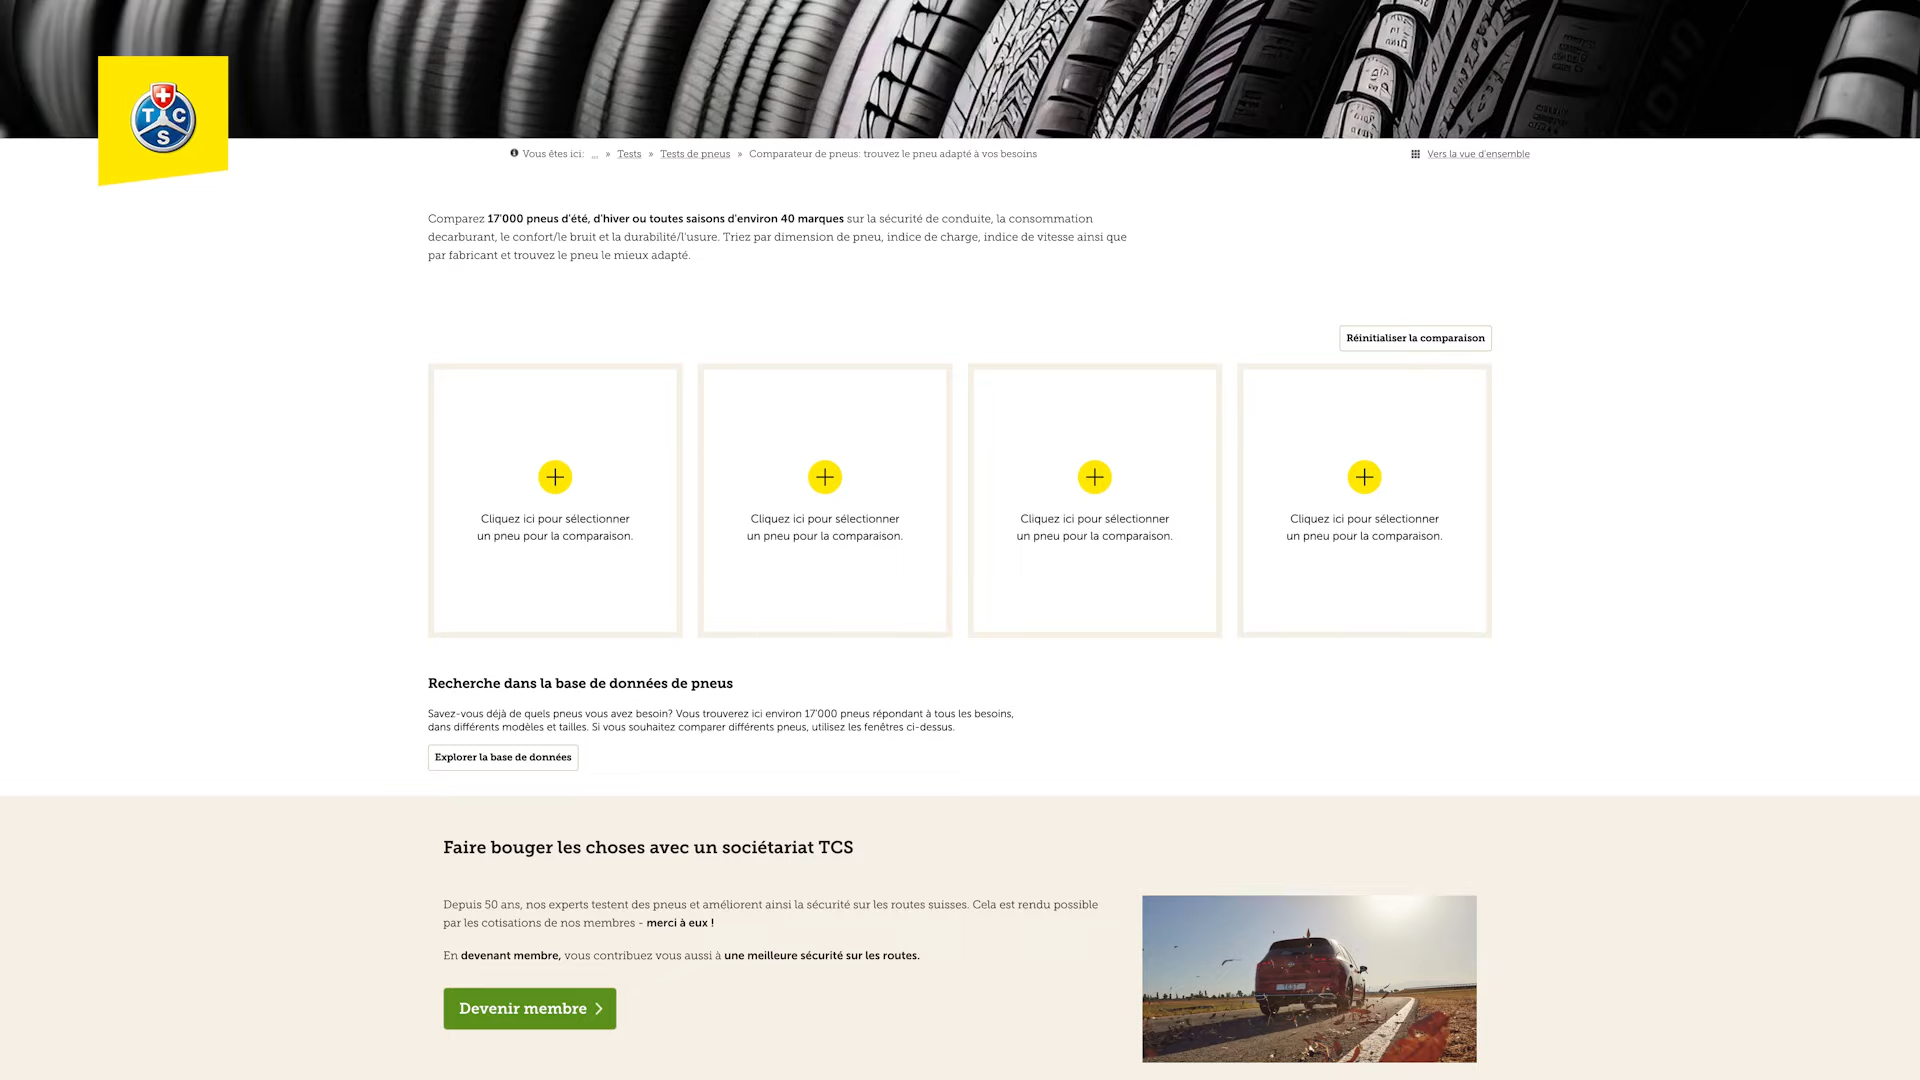 T C S
Vous êtes ici: ... » Tests » Tests de pneus » Comparateur de pneus: trouvez le pneu adapté à vos besoins
Vers la vue d'ensemble
Comparez 17'000 pneus d'été, d'hiver ou toutes saisons d'environ 40 marques sur la sécurité de conduite, la consommation
decarburant, le confort/le bruit et la durabilité/l'usure. Triez par dimension de pneu, indice de charge, indice de vitesse ainsi que
par fabricant et trouvez le pneu le mieux adapté.
Réinitialiser la comparaison
Cliquez ici pour sélectionner
un pneu pour la comparaison.
Cliquez ici pour sélectionner
un pneu pour la comparaison.
Cliquez ici pour sélectionner
un pneu pour la comparaison.
Cliquez ici pour sélectionner
un pneu pour la comparaison.
Recherche dans la base de données de pneus
Savez-vous déjà de quels pneus vous avez besoin? Vous trouverez ici environ 17'000 pneus répondant à tous les besoins,
dans différents modèles et tailles. Si vous souhaitez comparer différents pneus, utilisez les fenêtres ci-dessus.
Explorer la base de données
Faire bouger les choses avec un sociétariat TCS
Depuis 50 ans, nos experts testent des pneus et améliorent ainsi la sécurité sur les routes suisses. Cela est rendu possible
par les cotisations de nos membres - merci à eux !
En devenant membre, vous contribuez vous aussi à une meilleure sécurité sur les routes.
Devenir membre